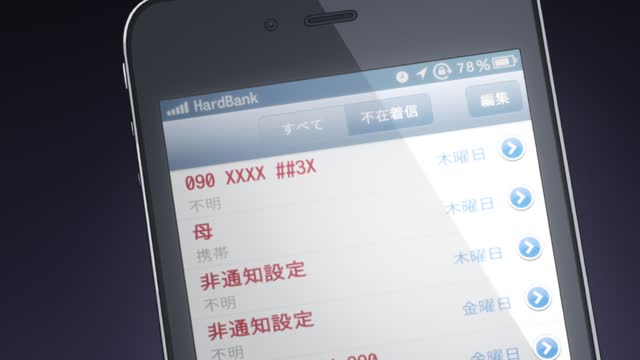 HardBank 78%
すべて 不在着信 編集
090 XXXX ##3X 木曜日
不明
母 木曜日
携帯
非通知設定 木曜日
不明
非通知設定 金曜日
不明 金曜日